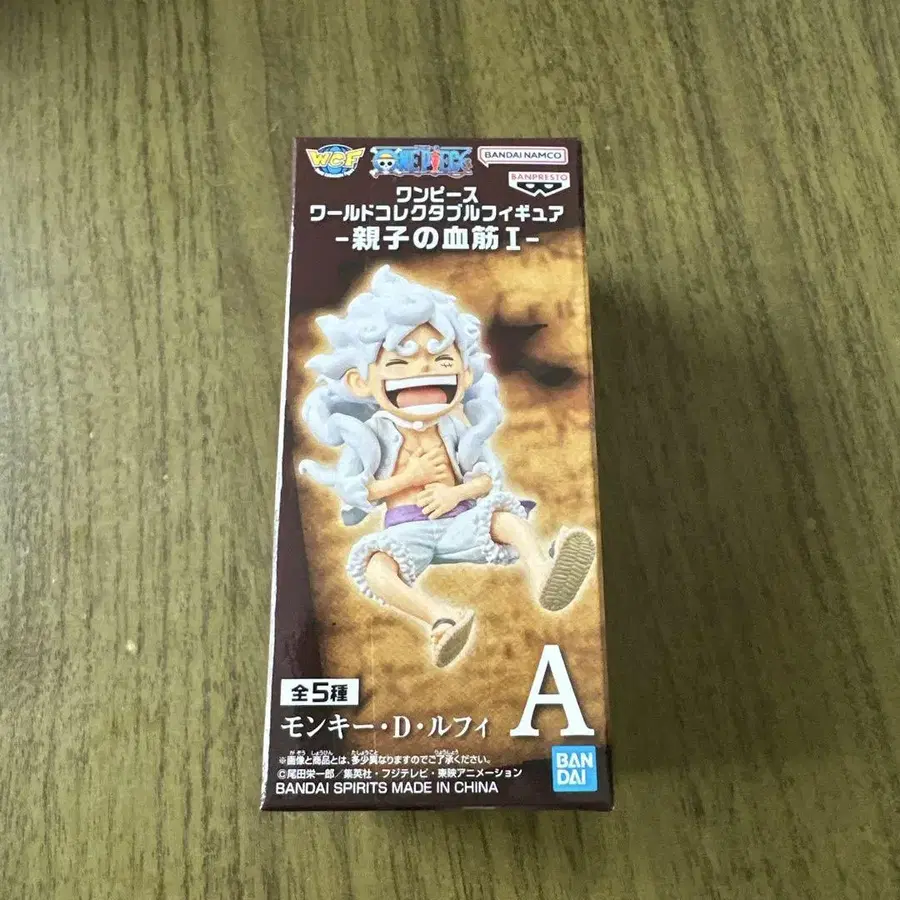 WCF
ONE PIECE
BANDAI NAMCO
BANPRESTO
ワンピース
ワールドコレクタブルフィギュア
-親子の血筋Ⅰ-
全5種
A
モンキー・D・ルフィ
※画像と商品とは、多少異なりますのでご了承ください。
©尾田栄一郎/集英社・フジテレビ・東映アニメーション
BANDAI SPIRITS MADE IN CHINA
BAN
DAI